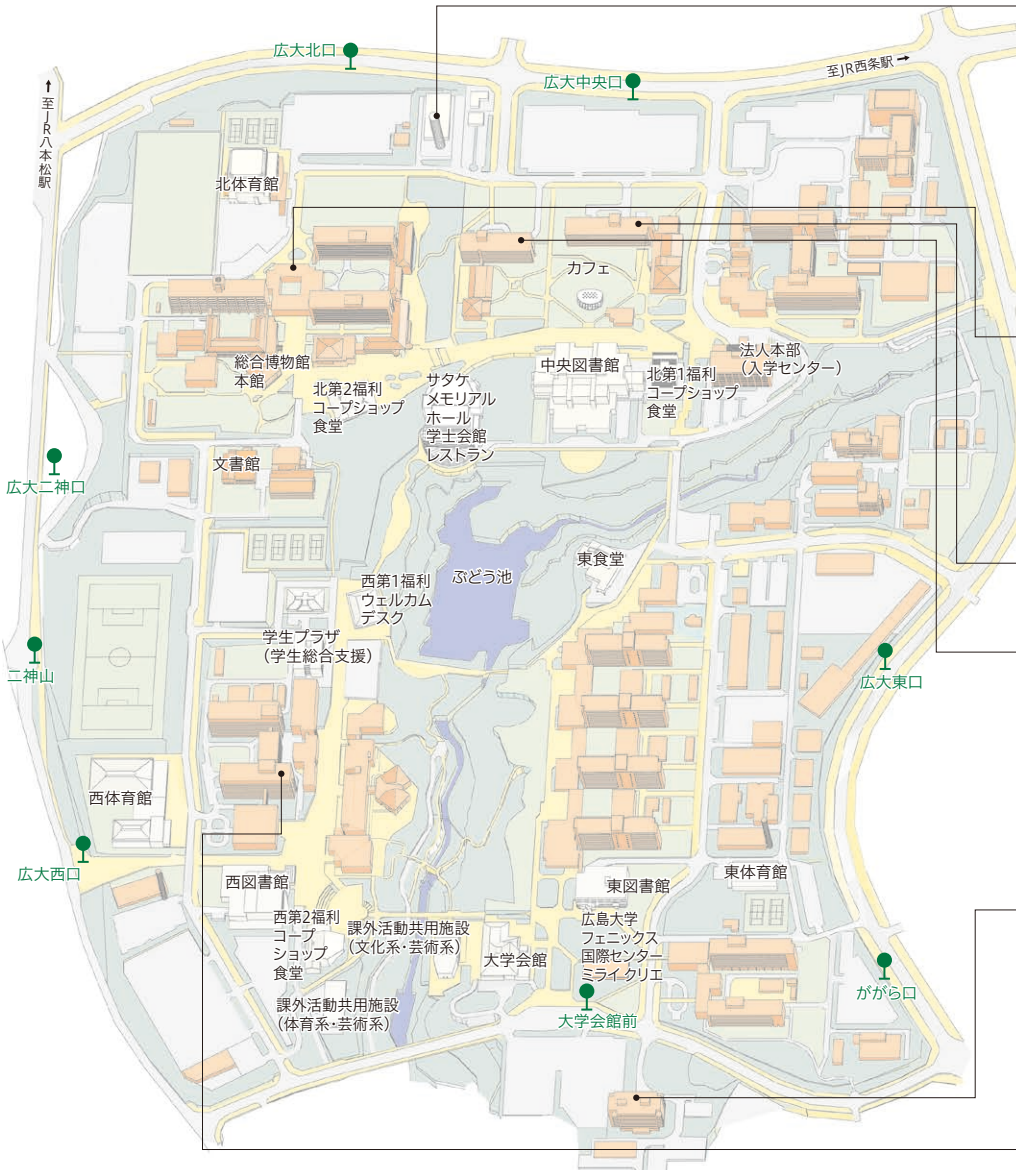 広大北口
広大中央口
至JR西条駅→
↑至JR八本松駅
北体育館
カフェ
総合博物館
本館
北第2福利
コープショップ
食堂
サタケ
メモリアル
ホール
学士会館
レストラン
中央図書館
北第1福利
コープショップ
食堂
法人本部
(入学センター)
文書館
広大二神口
西第1福利
ウェルカム
デスク
ぶどう池
東食堂
学生プラザ
(学生総合支援)
二神山
広大東口
西体育館
広大西口
西図書館
西第2福利
コープ
ショップ
食堂
課外活動共用施設
(文化系・芸術系)
課外活動共用施設
(体育系・芸術系)
大学会館
東図書館
広島大学
フェニックス
国際センター
ミライ クリエ
東体育館
大学会館前
ががら口